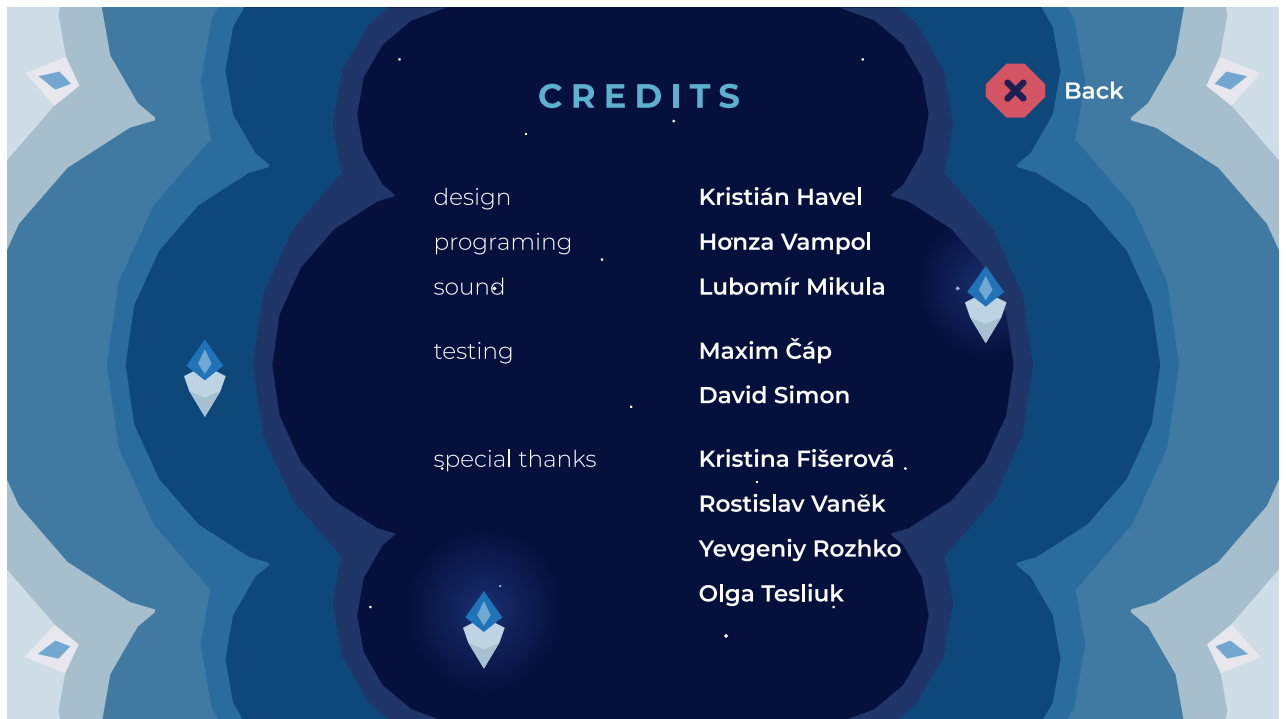 CREDITS
Back
design Kristián Havel
programing Honza Vampol
sound Lubomír Mikula
testing Maxim Čáp
David Simon
special thanks Kristina Fišerová
Rostislav Vaněk
Yevgeniy Rozhko
Olga Tesliuk